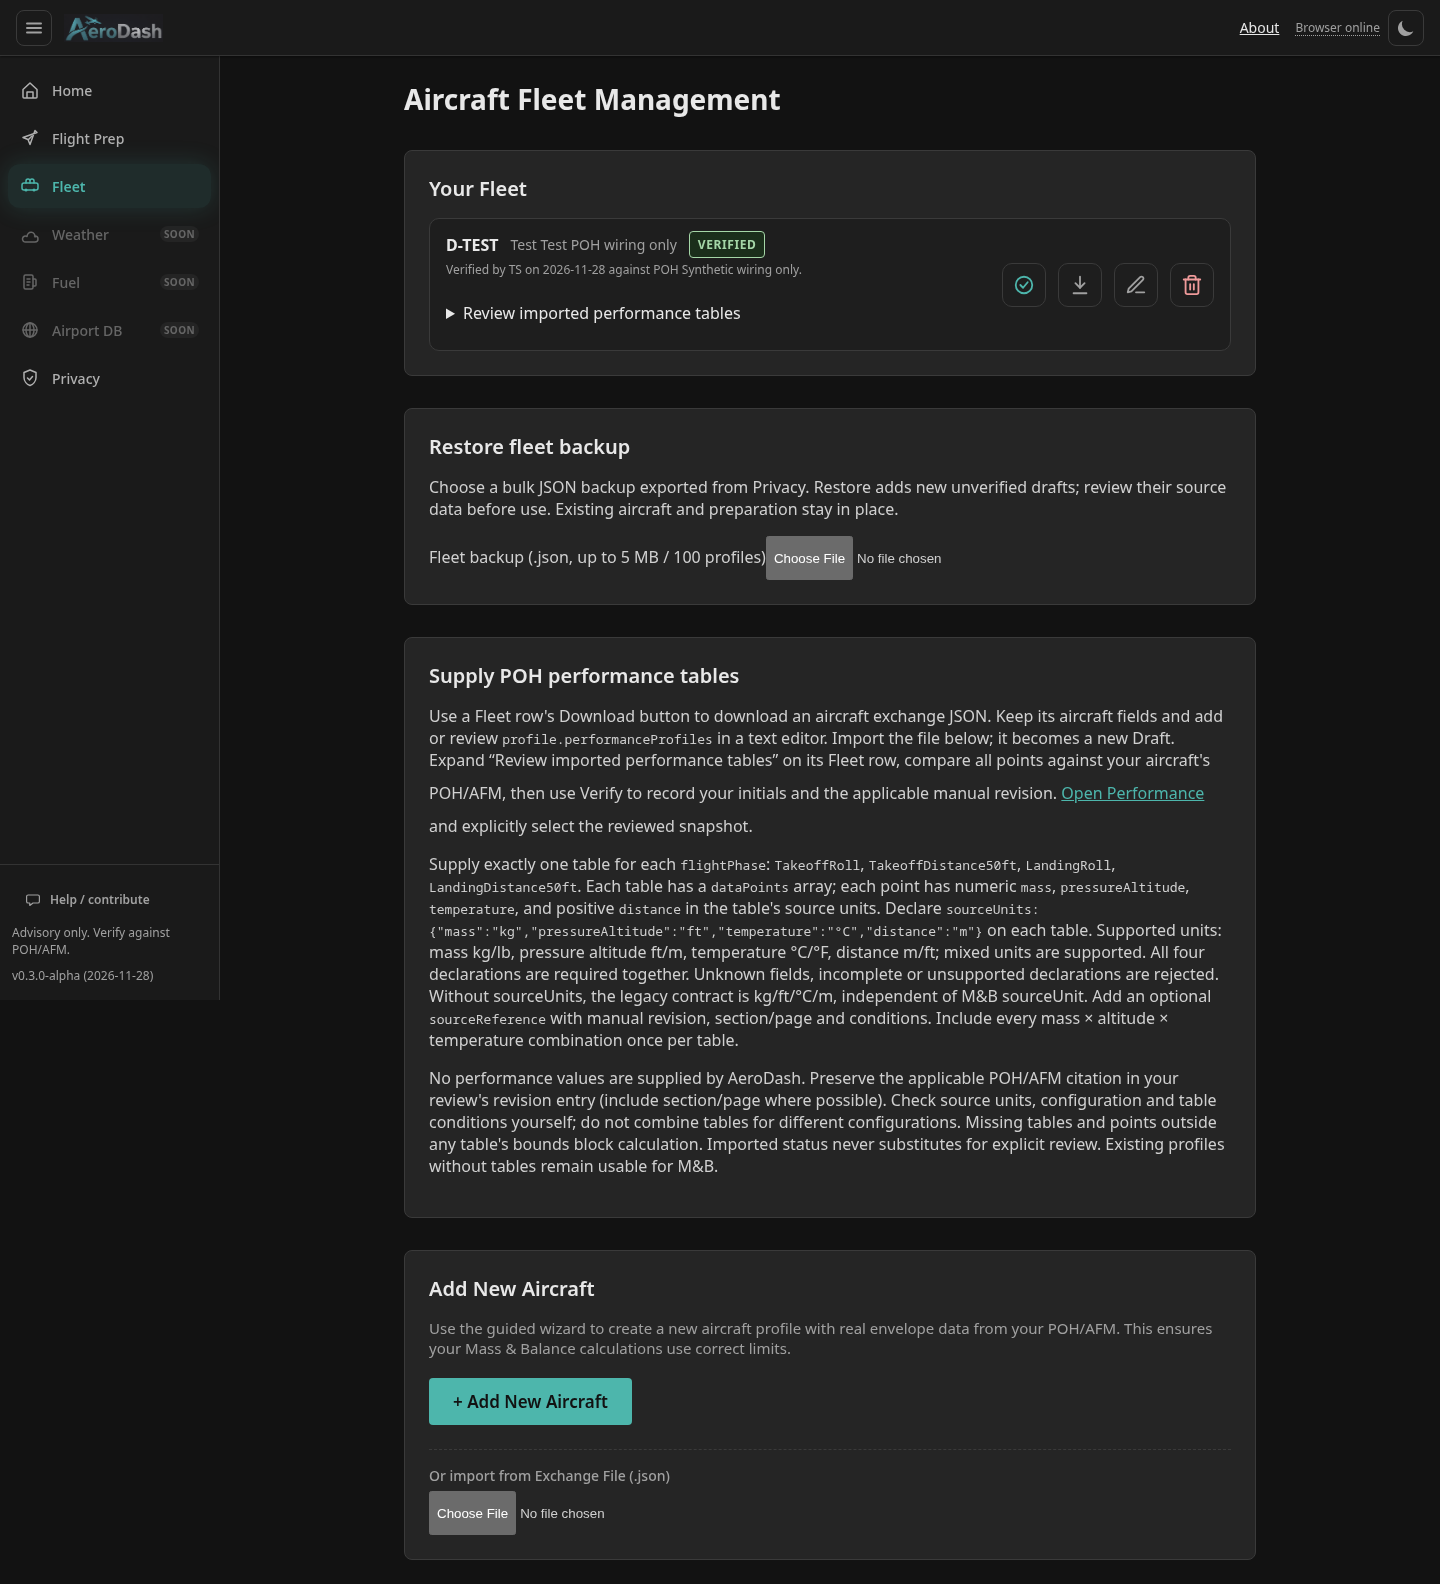 AeroDash
About
Browser online
Home
Flight Prep
Fleet
Weather SOON
Fuel SOON
Airport DB SOON
Privacy
Help / contribute
Advisory only. Verify against
POH/AFM.
v0.3.0-alpha (2026-11-28)
Aircraft Fleet Management
Your Fleet
D-TEST Test Test POH wiring only VERIFIED
Verified by TS on 2026-11-28 against POH Synthetic wiring only.
Review imported performance tables
Restore fleet backup
Choose a bulk JSON backup exported from Privacy. Restore adds new unverified drafts; review their source
data before use. Existing aircraft and preparation stay in place.
Fleet backup (.json, up to 5 MB / 100 profiles) Choose File No file chosen
Supply POH performance tables
Use a Fleet row's Download button to download an aircraft exchange JSON. Keep its aircraft fields and add
or review profile.performanceProfiles in a text editor. Import the file below; it becomes a new Draft.
Expand “Review imported performance tables” on its Fleet row, compare all points against your aircraft's
POH/AFM, then use Verify to record your initials and the applicable manual revision. Open Performance
and explicitly select the reviewed snapshot.
Supply exactly one table for each flightPhase: TakeoffRoll, TakeoffDistance50ft, LandingRoll,
LandingDistance50ft. Each table has a dataPoints array; each point has numeric mass, pressureAltitude,
temperature, and positive distance in the table's source units. Declare sourceUnits:
{"mass":"kg","pressureAltitude":"ft","temperature":"°C","distance":"m"} on each table. Supported units:
mass kg/lb, pressure altitude ft/m, temperature °C/°F, distance m/ft; mixed units are supported. All four
declarations are required together. Unknown fields, incomplete or unsupported declarations are rejected.
Without sourceUnits, the legacy contract is kg/ft/°C/m, independent of M&B sourceUnit. Add an optional
sourceReference with manual revision, section/page and conditions. Include every mass × altitude ×
temperature combination once per table.
No performance values are supplied by AeroDash. Preserve the applicable POH/AFM citation in your
review's revision entry (include section/page where possible). Check source units, configuration and table
conditions yourself; do not combine tables for different configurations. Missing tables and points outside
any table's bounds block calculation. Imported status never substitutes for explicit review. Existing profiles
without tables remain usable for M&B.
Add New Aircraft
Use the guided wizard to create a new aircraft profile with real envelope data from your POH/AFM. This ensures
your Mass & Balance calculations use correct limits.
+ Add New Aircraft
Or import from Exchange File (.json)
Choose File No file chosen